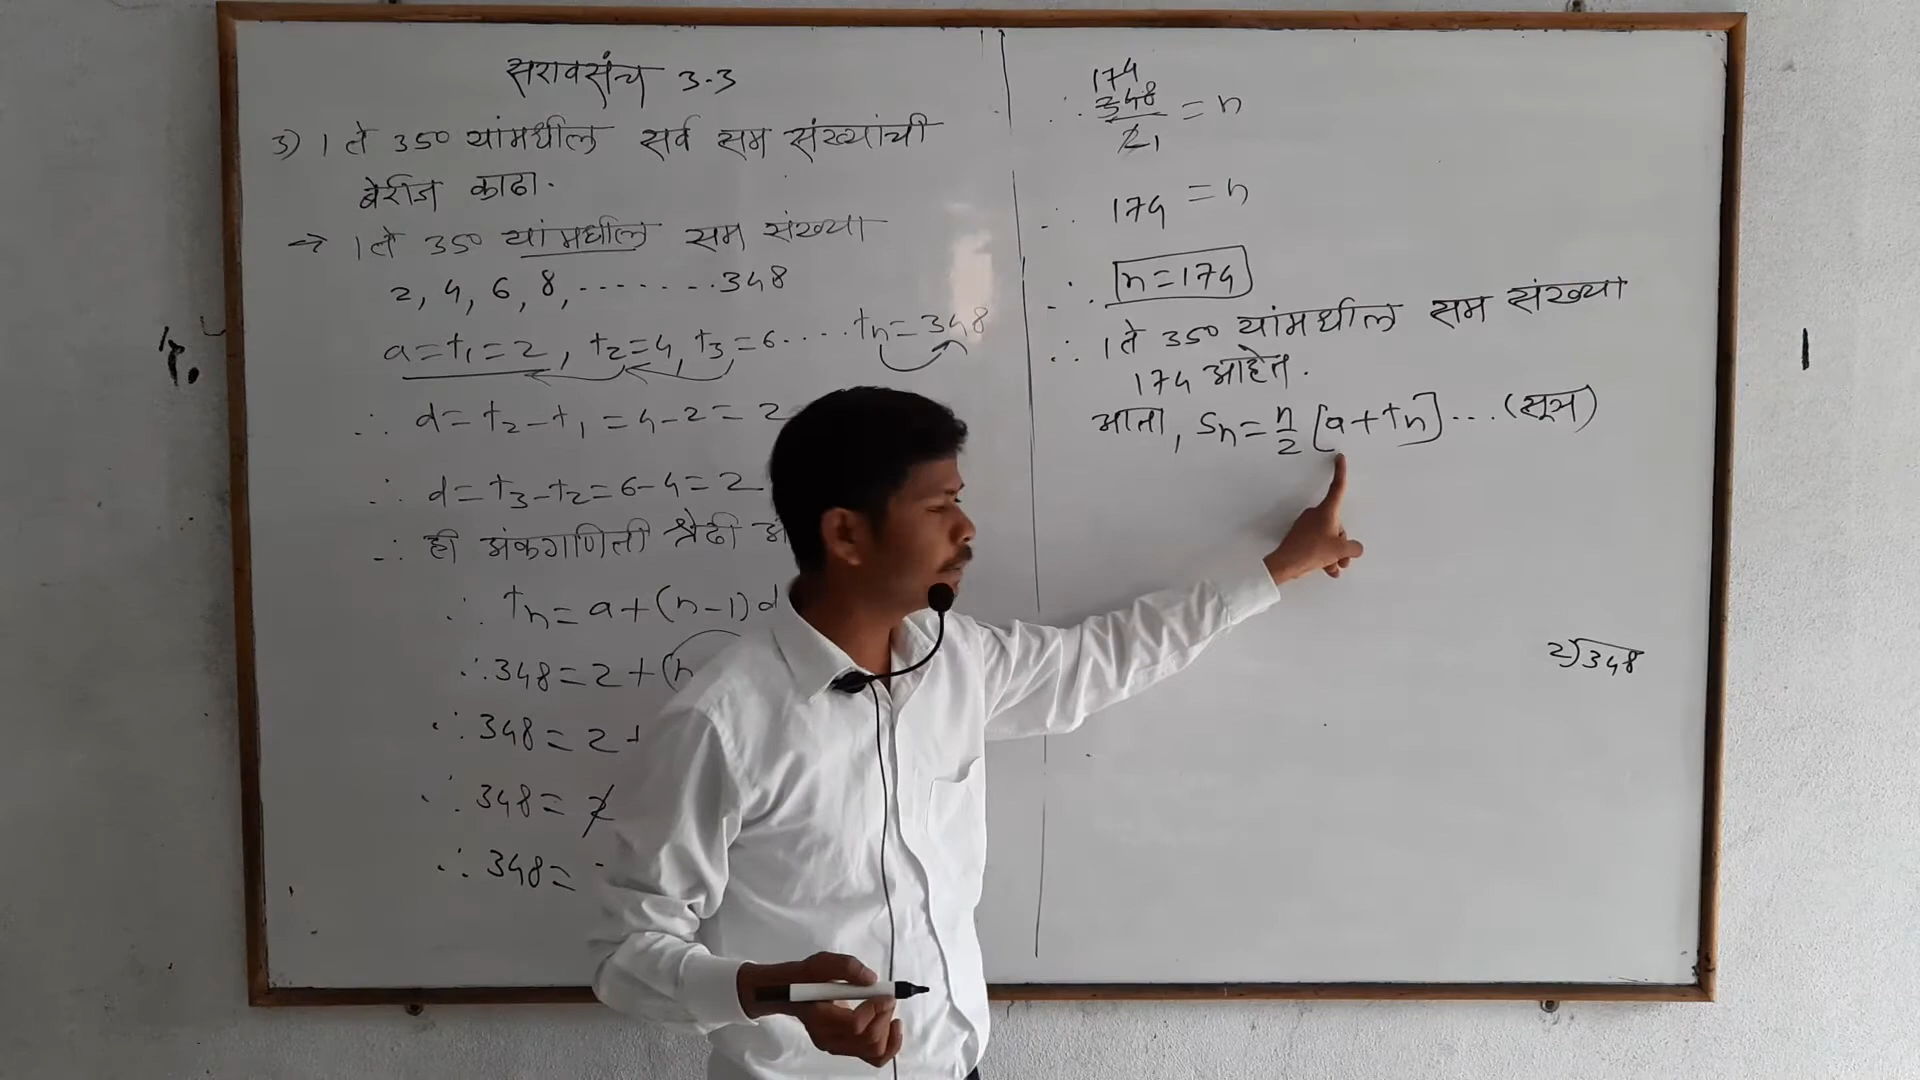 सरावसंच 3.3
3) 1 ते 350 यांमधील सर्व सम संख्यांची
बेरीज काढा.
→ 1 ते 350 यांमधील सम संख्या
2, 4, 6, 8, ........348
a=t₁=2, t₂=4, t₃=6.... tn=348
∴ d=t₂-t₁=4-2=2
∴ d=t₃-t₂=6-4=2
∴ ही अंकगणिती श्रेढी
∴ tn=a+(n-1)d
∴ 348=2+(n
∴ 348=2+
∴ 348=2
∴ 348=
174
∴ 348/2 1 = n
∴ 174 = n
∴ n=174
∴ 1 ते 350 यांमधील सम संख्या
174 आहेत.
आता, Sn=n/2 [a+tn]... (सूत्र)
2)348